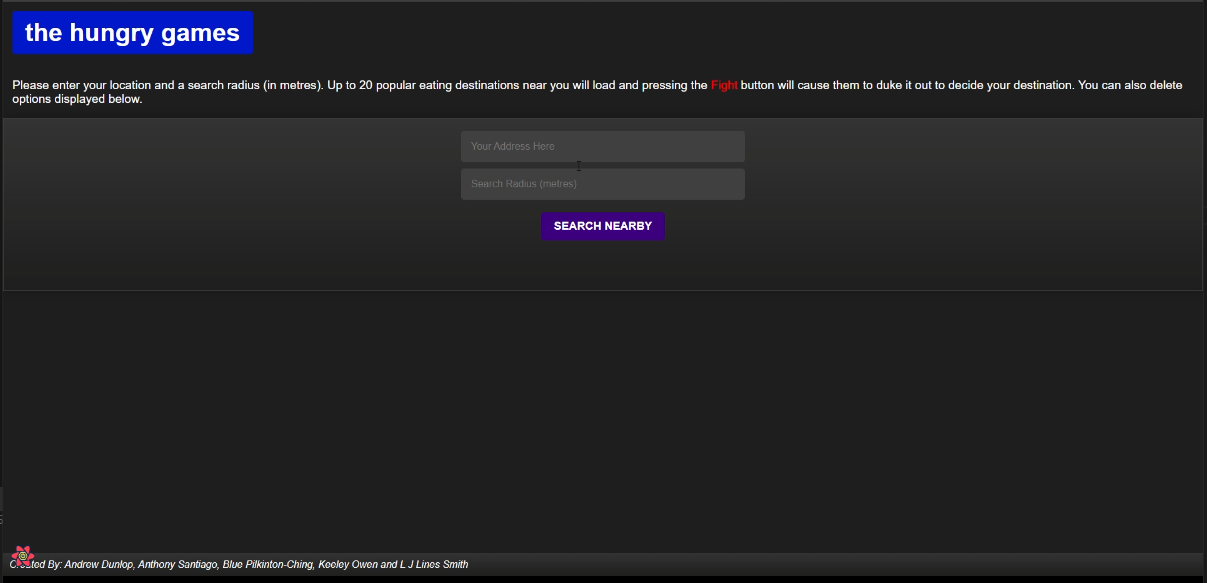 the hungry games
Please enter your location and a search radius (in metres). Up to 20 popular eating destinations near you will load and pressing the Fight button will cause them to duke it out to decide your destination. You can also delete
options displayed below.
Your Address Here
Search Radius (metres)
SEARCH NEARBY
Created By: Andrew Dunlop, Anthony Santiago, Blue Pilkinton-Ching, Keeley Owen and L J Lines Smith